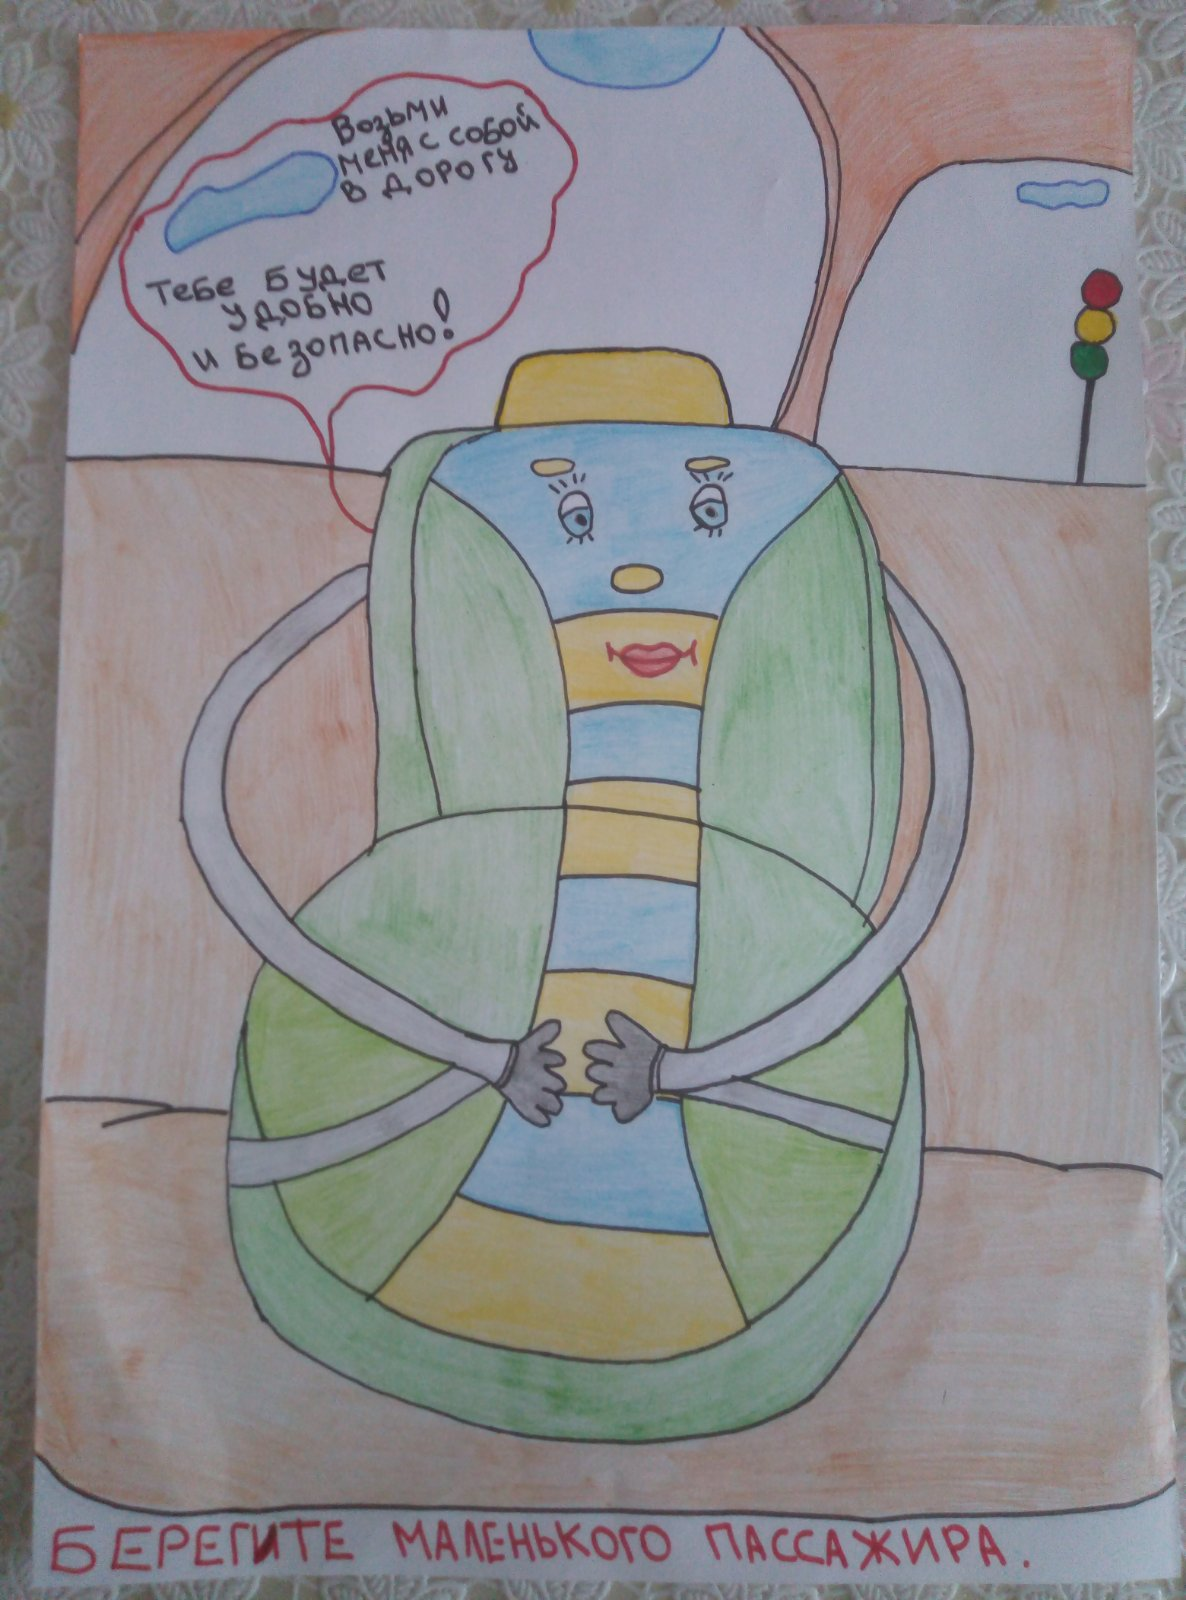 Возьми
меня с собой
в дорогу
Тебе будет
удобно
и безопасно!
БЕРЕГИТЕ МАЛЕНЬКОГО ПАССАЖИРА.